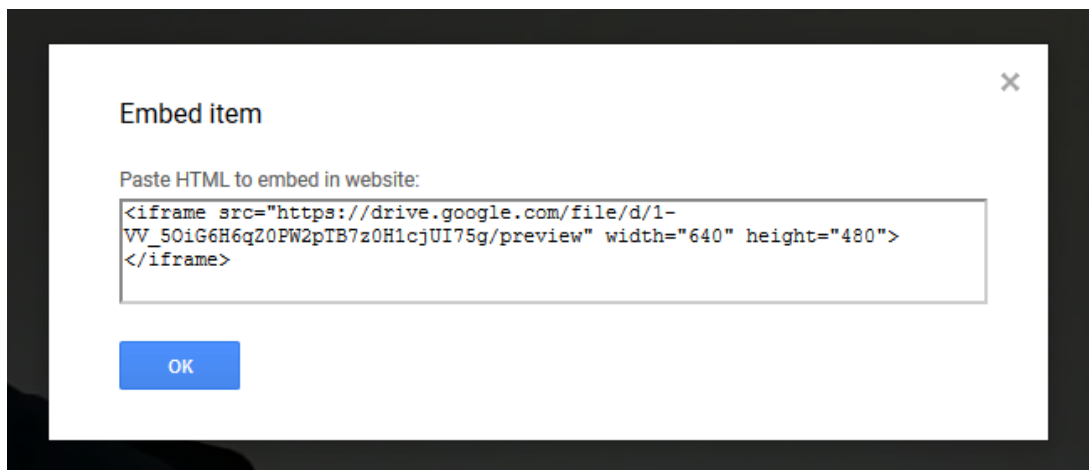 Embed item
Paste HTML to embed in website:
<iframe src="https://drive.google.com/file/d/1-
VV_5OiG6H6qZ0PW2pTB7z0H1cjUI75g/preview" width="640" height="480">
</iframe>
OK